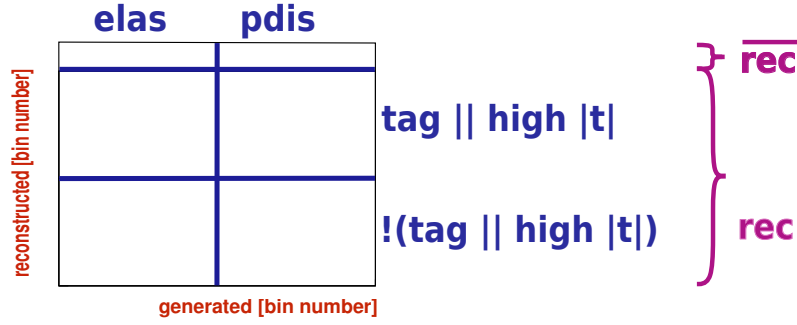 elas pdis
rec
tag || high |t|
reconstructed [bin number]
!(tag || high |t|)
rec
generated [bin number]